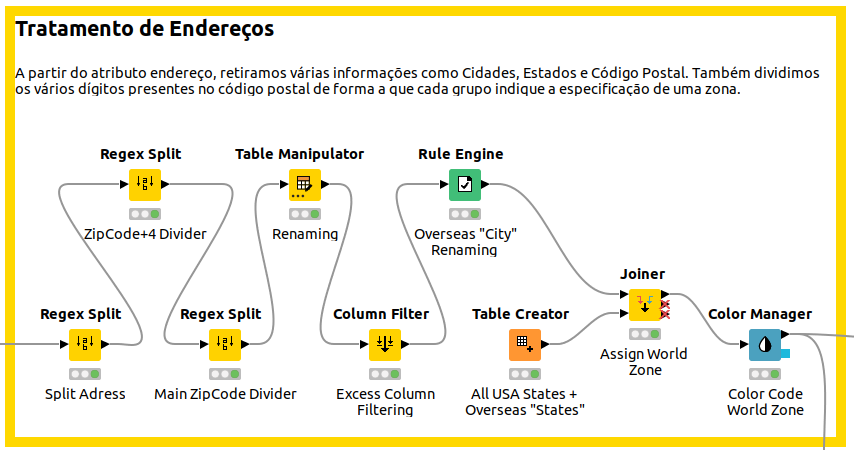 Tratamento de Endereços
A partir do atributo endereço, retiramos várias informações como Cidades, Estados e Código Postal. Também dividimos
os vários dígitos presentes no código postal de forma a que cada grupo indique a especificação de uma zona.
Regex Split
ZipCode+4 Divider
Table Manipulator
Renaming
Rule Engine
Overseas "City"
Renaming
Regex Split
Split Adress
Regex Split
Main ZipCode Divider
Column Filter
Excess Column
Filtering
Table Creator
All USA States +
Overseas "States"
Joiner
Assign World
Zone
Color Manager
Color Code
World Zone